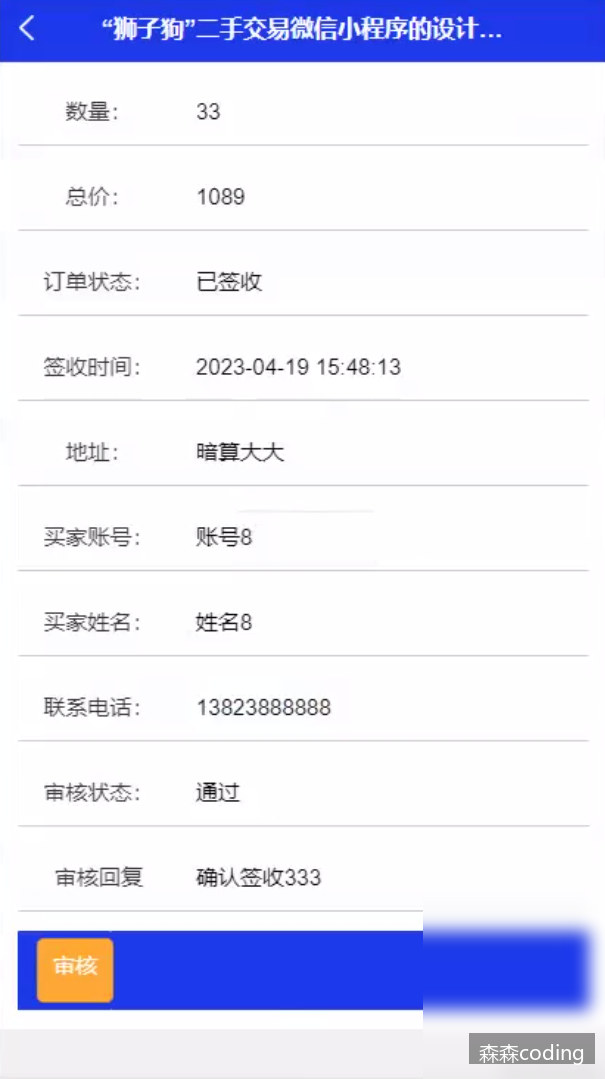 “狮子狗”二手交易微信小程序的设计...
数量： 33
总价： 1089
订单状态： 已签收
签收时间： 2023-04-19 15:48:13
地址： 暗算大大
买家账号： 账号8
买家姓名： 姓名8
联系电话： 13823888888
审核状态： 通过
审核回复 确认签收333
审核
森森coding